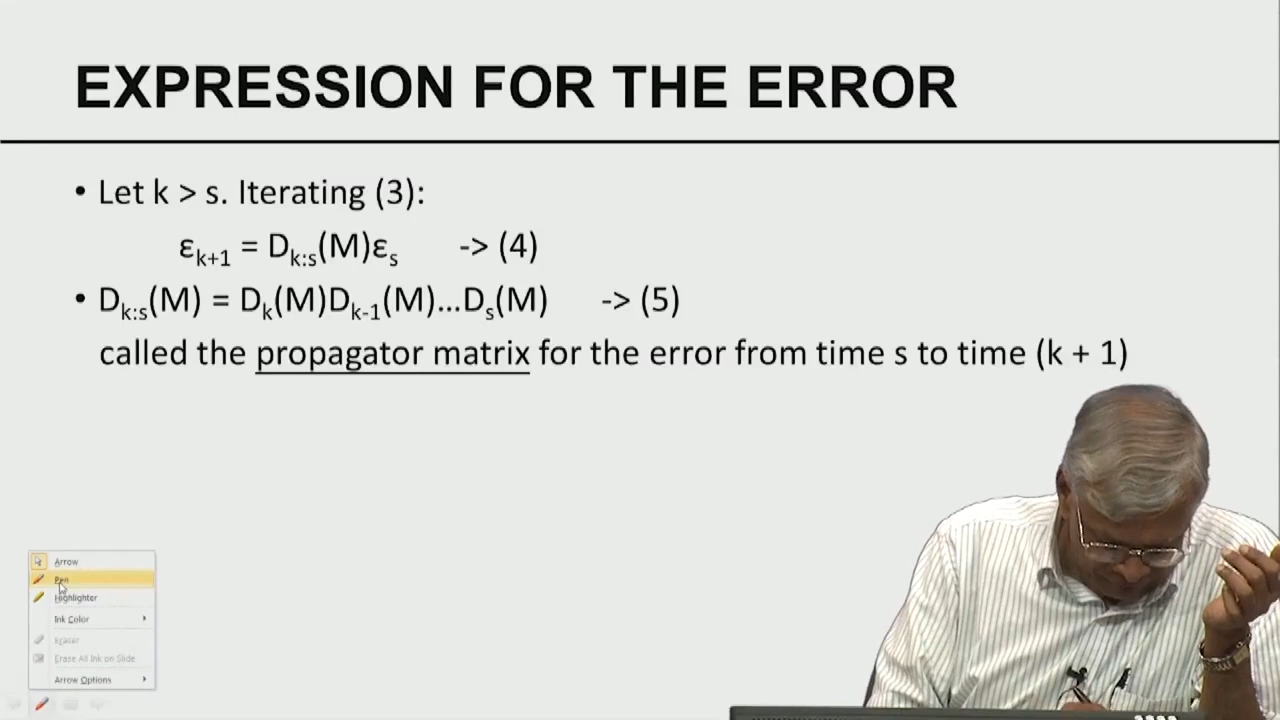 EXPRESSION FOR THE ERROR
• Let k > s. Iterating (3):
εₖ₊₁ = Dₖ:ₛ(M)εₛ -> (4)
• Dₖ:ₛ(M) = Dₖ(M)Dₖ₋₁(M)...Dₛ(M) -> (5)
called the propagator matrix for the error from time s to time (k + 1)
Arrow
Pen
Highlighter
Ink Color
Eraser
Erase All Ink on Slide
Arrow Options